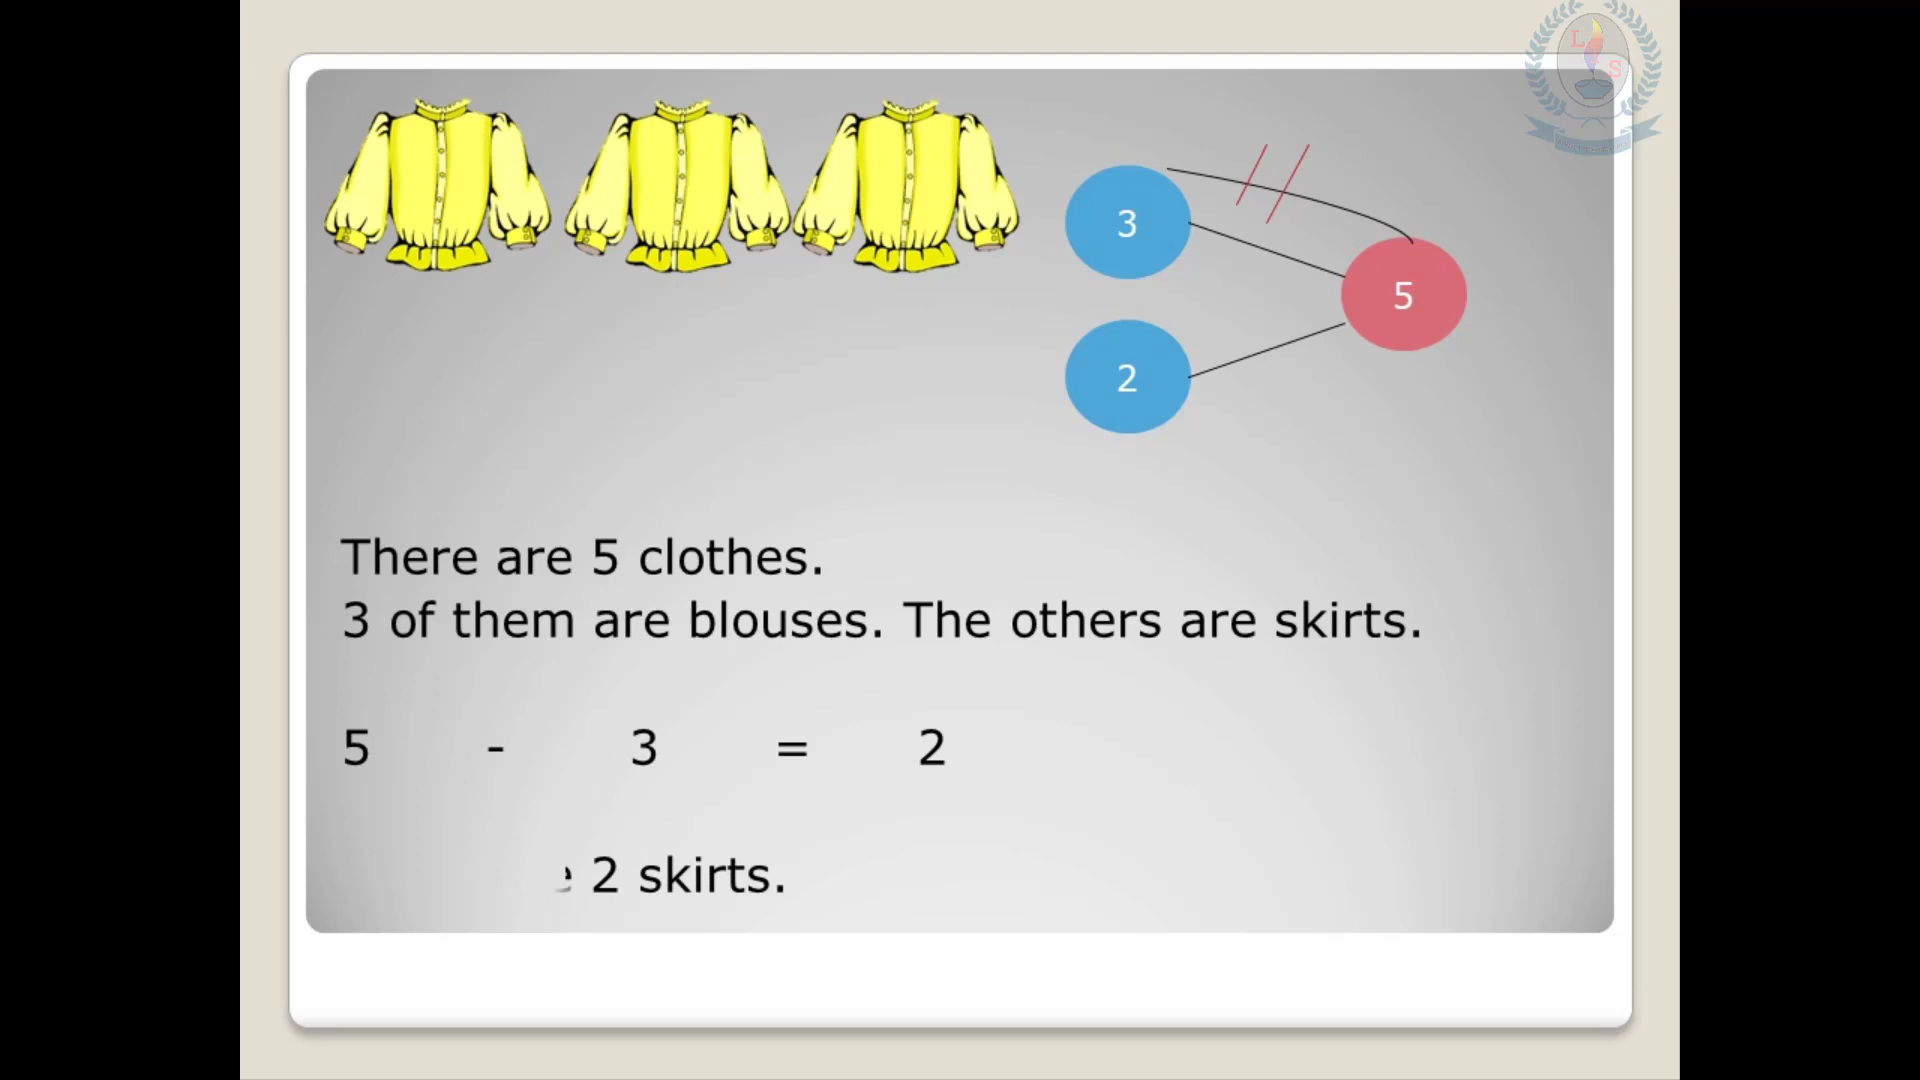 L
I
S
3
5
2
There are 5 clothes.
3 of them are blouses. The others are skirts.
5 - 3 = 2
2 skirts.